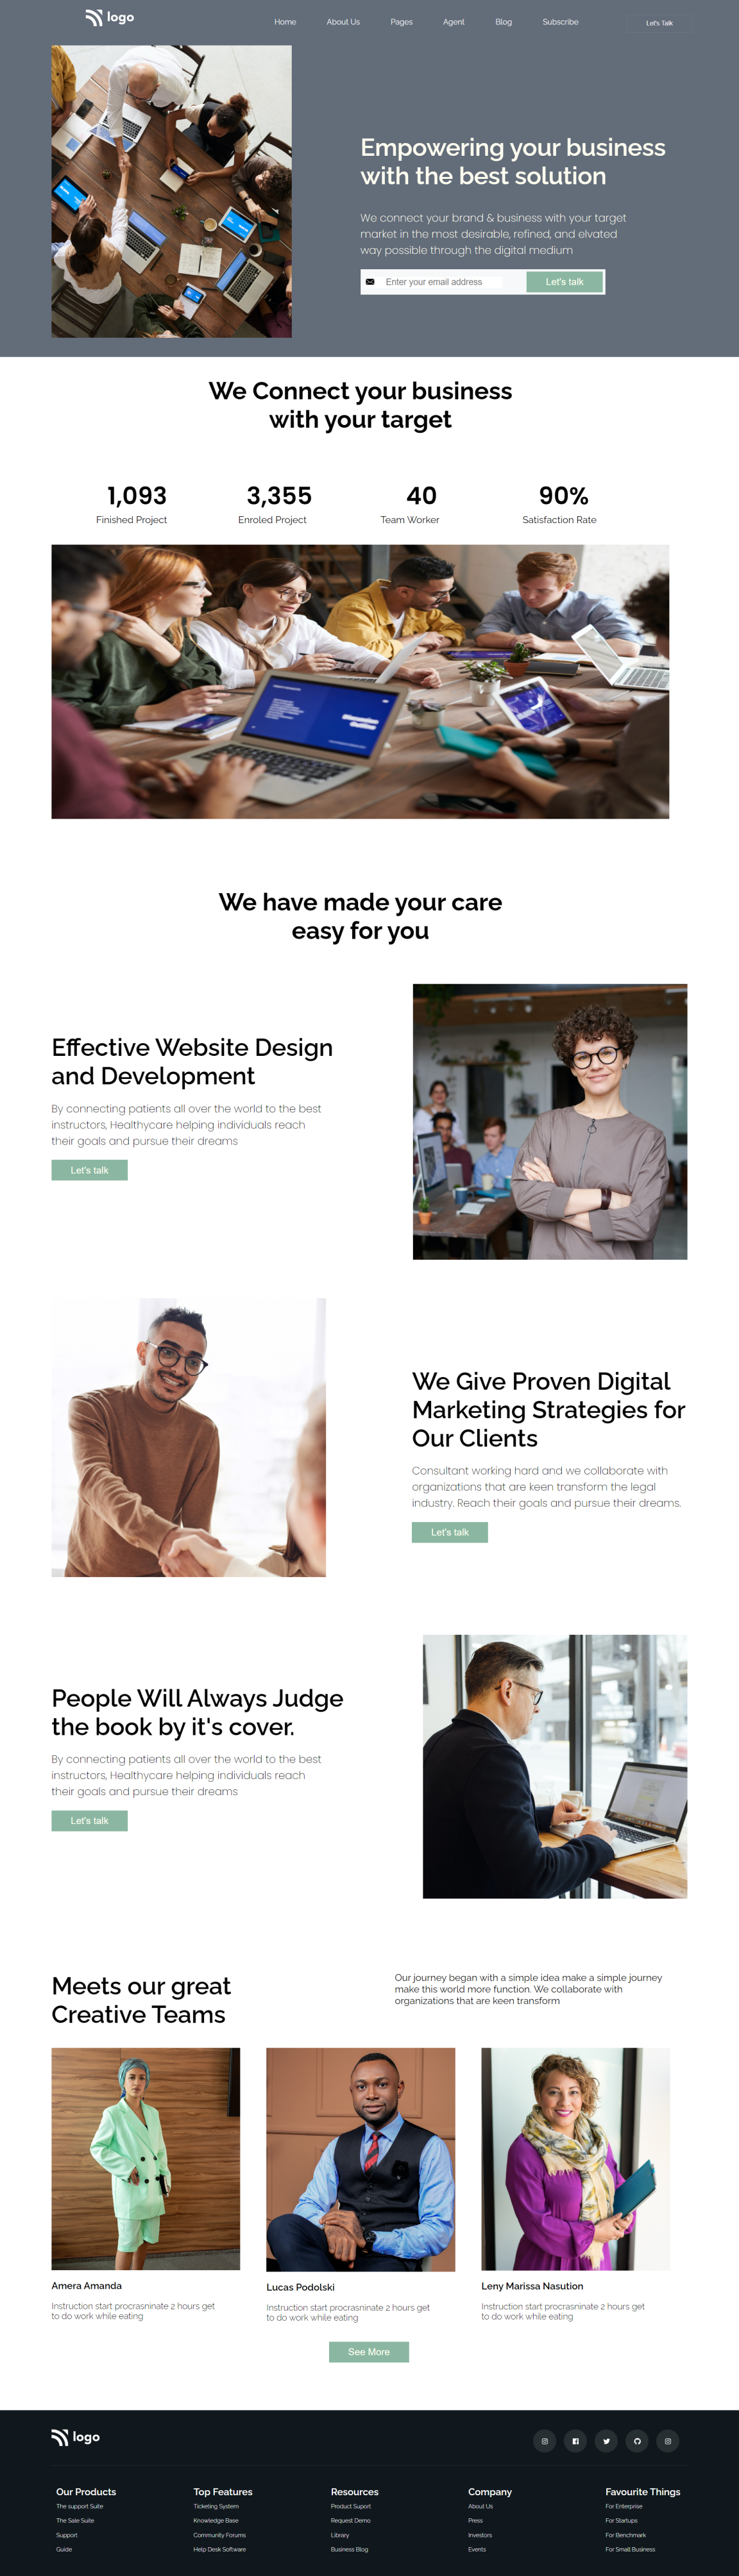 logo
Home About Us Pages Agent Blog Subscribe Let's Talk
Empowering your business
with the best solution
We connect your brand & business with your target
market in the most desirable, refined, and elvated
way possible through the digital medium
Enter your email address Let's talk
We Connect your business
with your target
1,093 3,355 40 90%
Finished Project Enroled Project Team Worker Satisfaction Rate
We have made your care
easy for you
Effective Website Design
and Development
By connecting patients all over the world to the best
instructors, Healthycare helping individuals reach
their goals and pursue their dreams
Let's talk
We Give Proven Digital
Marketing Strategies for
Our Clients
Consultant working hard and we collaborate with
organizations that are keen transform the legal
industry. Reach their goals and pursue their dreams.
Let's talk
People Will Always Judge
the book by it's cover.
By connecting patients all over the world to the best
instructors, Healthycare helping individuals reach
their goals and pursue their dreams
Let's talk
Meets our great
Creative Teams
Our journey began with a simple idea make a simple journey
make this world more function. We collaborate with
organizations that are keen transform
Amera Amanda
Instruction start procrasninate 2 hours get
to do work while eating
Lucas Podolski
Instruction start procrasninate 2 hours get
to do work while eating
Leny Marissa Nasution
Instruction start procrasninate 2 hours get
to do work while eating
See More
logo
Our Products Top Features Resources Company Favourite Things
The support Suite Ticketing System Product Suport About Us For Enterprise
The Sale Suite Knowledge Base Request Demo Press For Startups
Support Community Forums Library Investors For Benchmark
Guide Help Desk Software Business Blog Events For Small Business